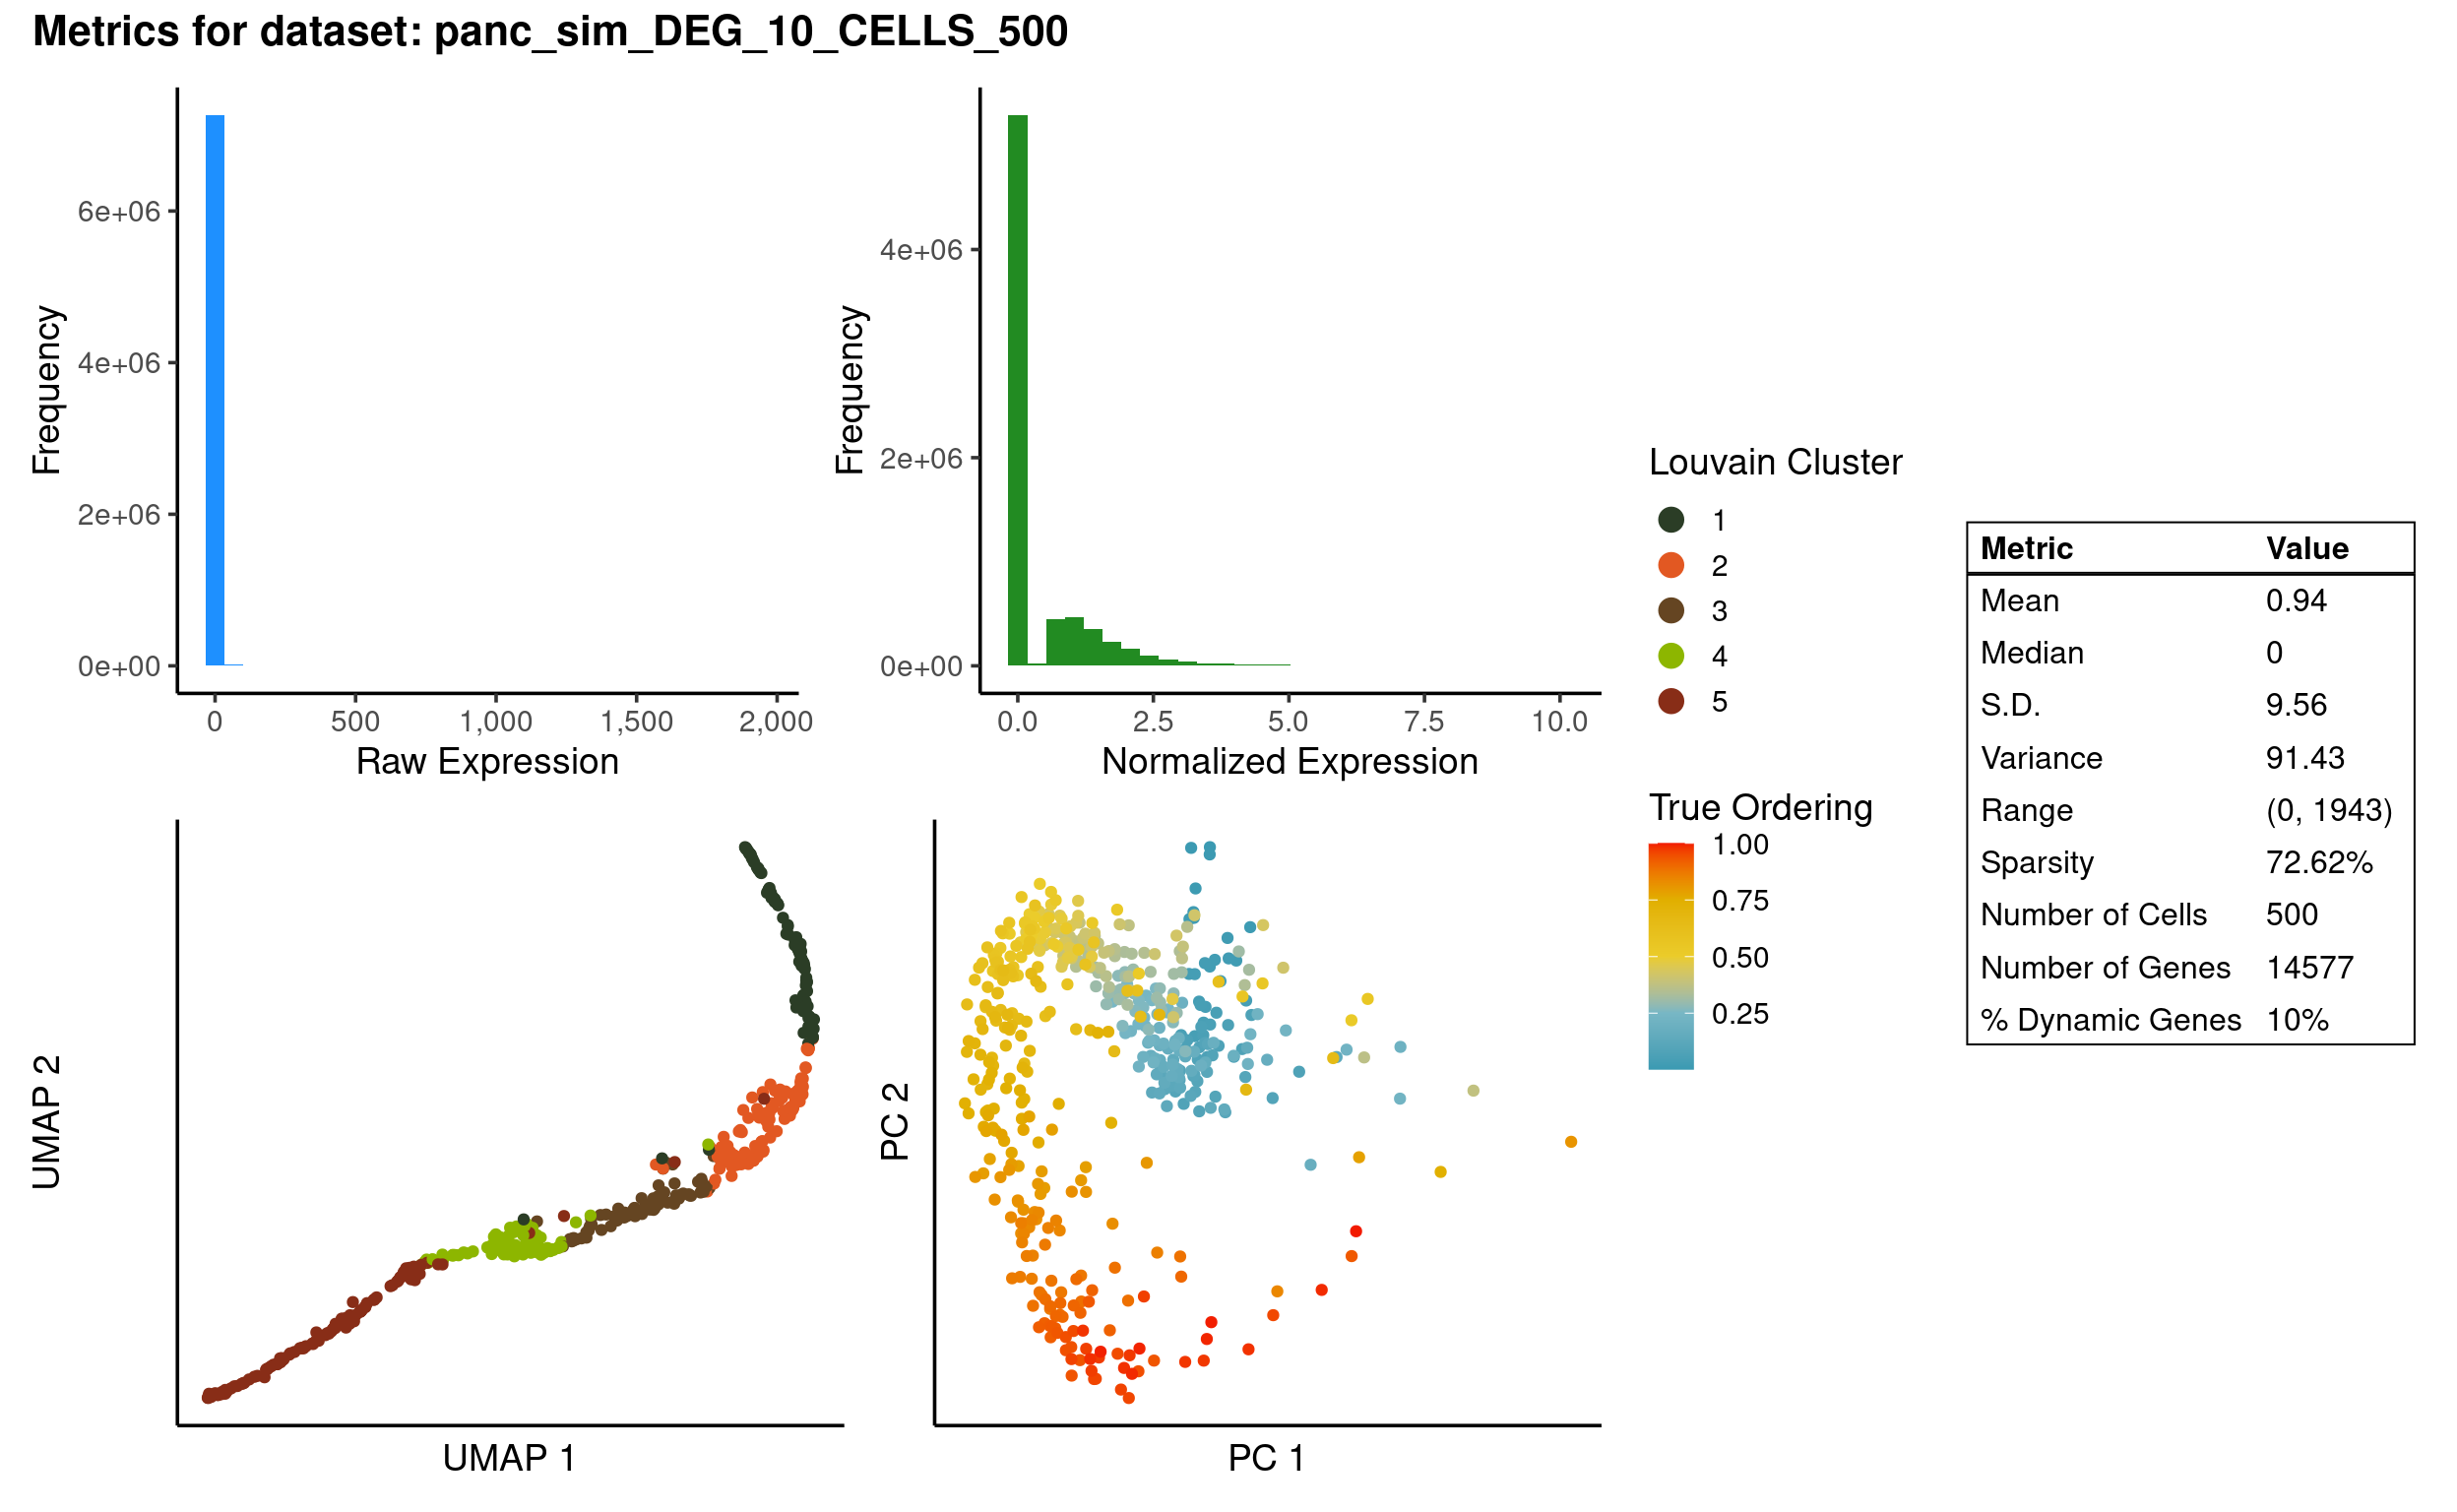 Metrics for dataset: panc_sim_DEG_10_CELLS_500
Frequency
6e+06
4e+06
2e+06
0e+00
0 500 1,000 1,500 2,000
Raw Expression
Frequency
4e+06
2e+06
0e+00
0.0 2.5 5.0 7.5 10.0
Normalized Expression
UMAP 2
UMAP 1
PC 2
PC 1
Louvain Cluster
1
2
3
4
5
True Ordering
1.00
0.75
0.50
0.25
Metric Value
Mean 0.94
Median 0
S.D. 9.56
Variance 91.43
Range (0, 1943)
Sparsity 72.62%
Number of Cells 500
Number of Genes 14577
% Dynamic Genes 10%